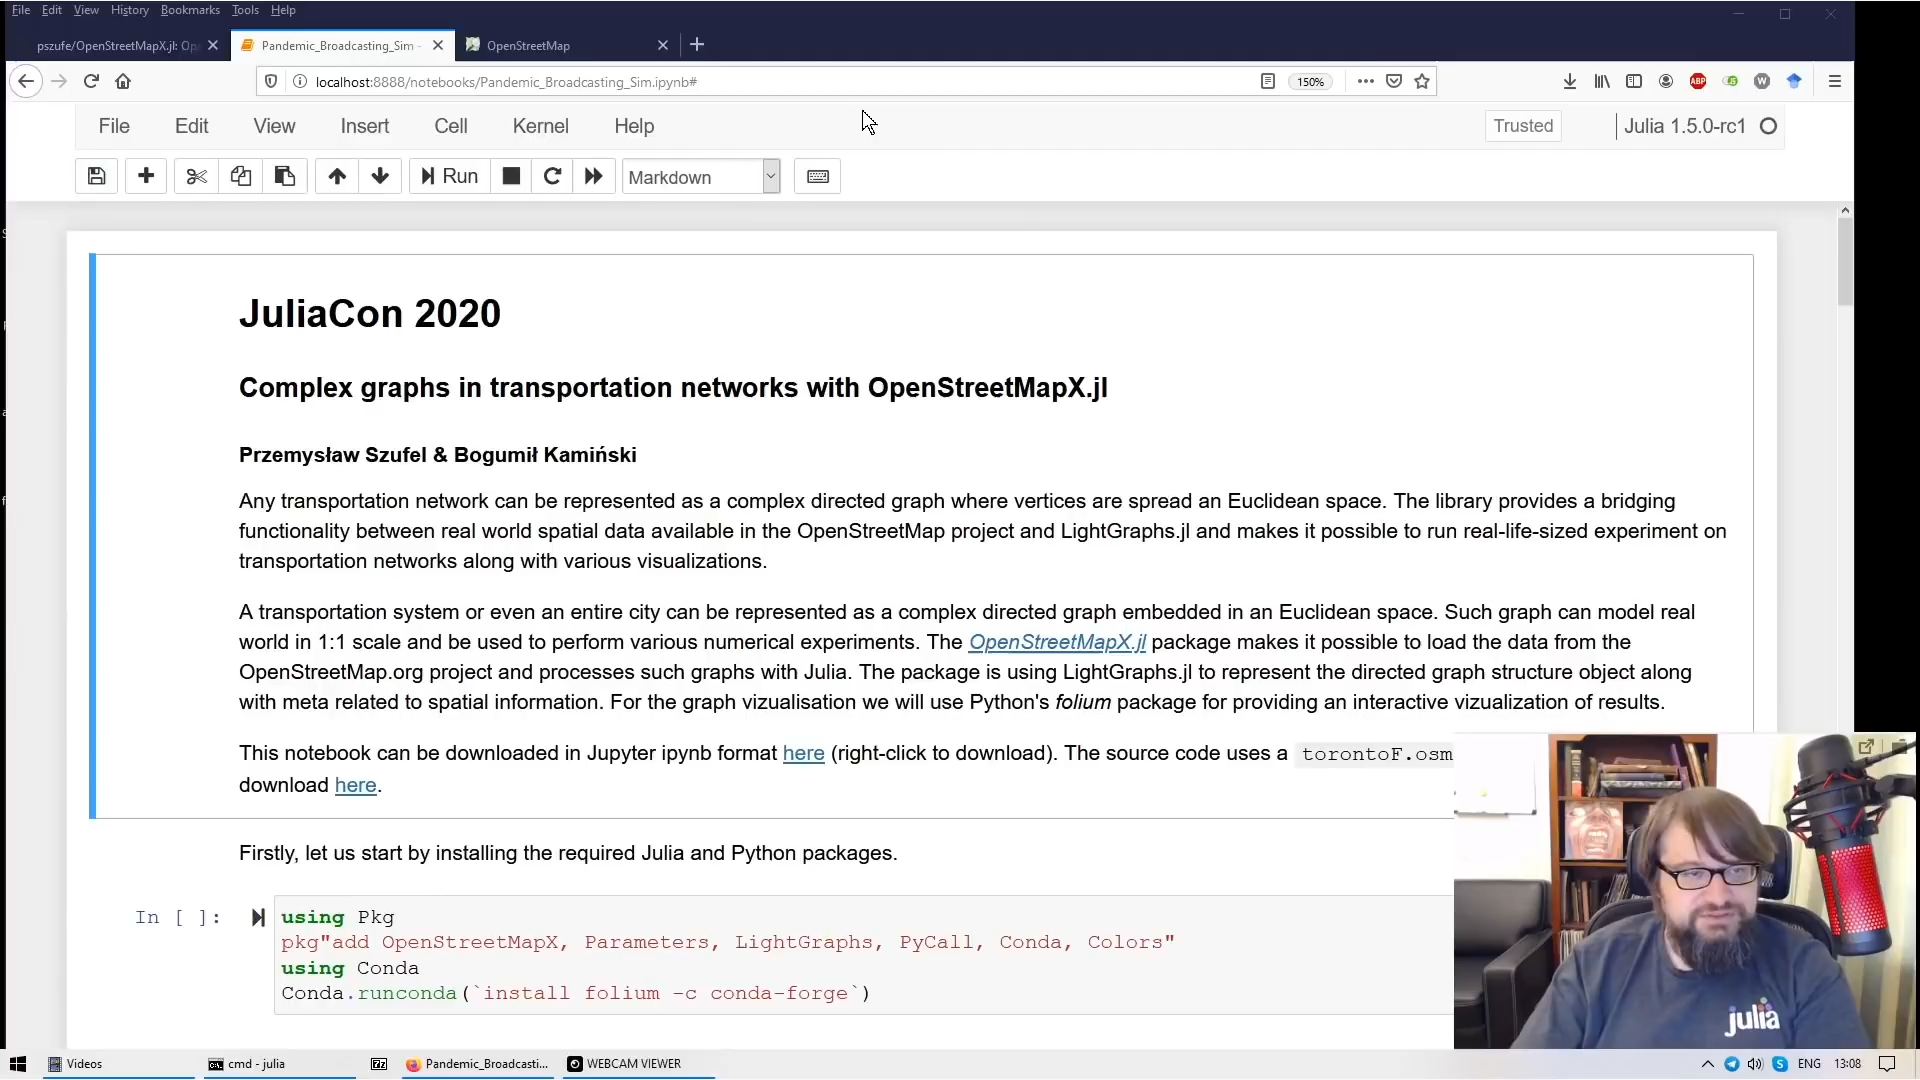 File Edit View History Bookmarks Tools Help
pszufe/OpenStreetMapX.jl: Op
Pandemic_Broadcasting_Sim -
OpenStreetMap
localhost:8888/notebooks/Pandemic_Broadcasting_Sim.ipynb#
150%
ABP
W
File Edit View Insert Cell Kernel Help
Trusted
Julia 1.5.0-rc1
Run
Markdown
JuliaCon 2020
Complex graphs in transportation networks with OpenStreetMapX.jl
Przemysław Szufel & Bogumił Kamiński
Any transportation network can be represented as a complex directed graph where vertices are spread an Euclidean space. The library provides a bridging
functionality between real world spatial data available in the OpenStreetMap project and LightGraphs.jl and makes it possible to run real-life-sized experiment on
transportation networks along with various visualizations.
A transportation system or even an entire city can be represented as a complex directed graph embedded in an Euclidean space. Such graph can model real
world in 1:1 scale and be used to perform various numerical experiments. The OpenStreetMapX.jl package makes it possible to load the data from the
OpenStreetMap.org project and processes such graphs with Julia. The package is using LightGraphs.jl to represent the directed graph structure object along
with meta related to spatial information. For the graph vizualisation we will use Python's folium package for providing an interactive vizualization of results.
This notebook can be downloaded in Jupyter ipynb format here (right-click to download). The source code uses a torontoF.osm
download here.
Firstly, let us start by installing the required Julia and Python packages.
In [ ]:
using Pkg
pkg"add OpenStreetMapX, Parameters, LightGraphs, PyCall, Conda, Colors"
using Conda
Conda.runconda(`install folium -c conda-forge`)
julia
Videos
cmd - julia
7z
Pandemic_Broadcasti...
WEBCAM VIEWER
ENG
13:08